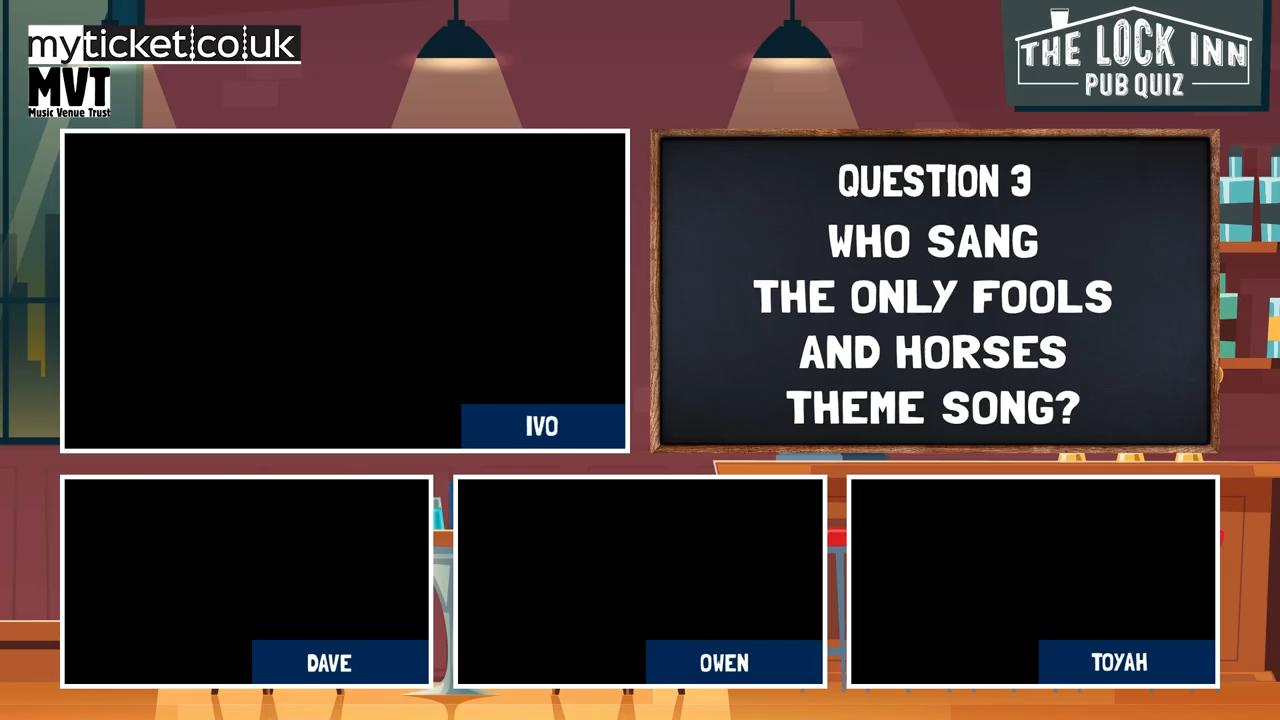 myticket.co.uk
MVT
Music Venue Trust
THE LOCK INN
PUB QUIZ
QUESTION 3
WHO SANG
THE ONLY FOOLS
AND HORSES
THEME SONG?
IVO
DAVE
OWEN
TOYAH